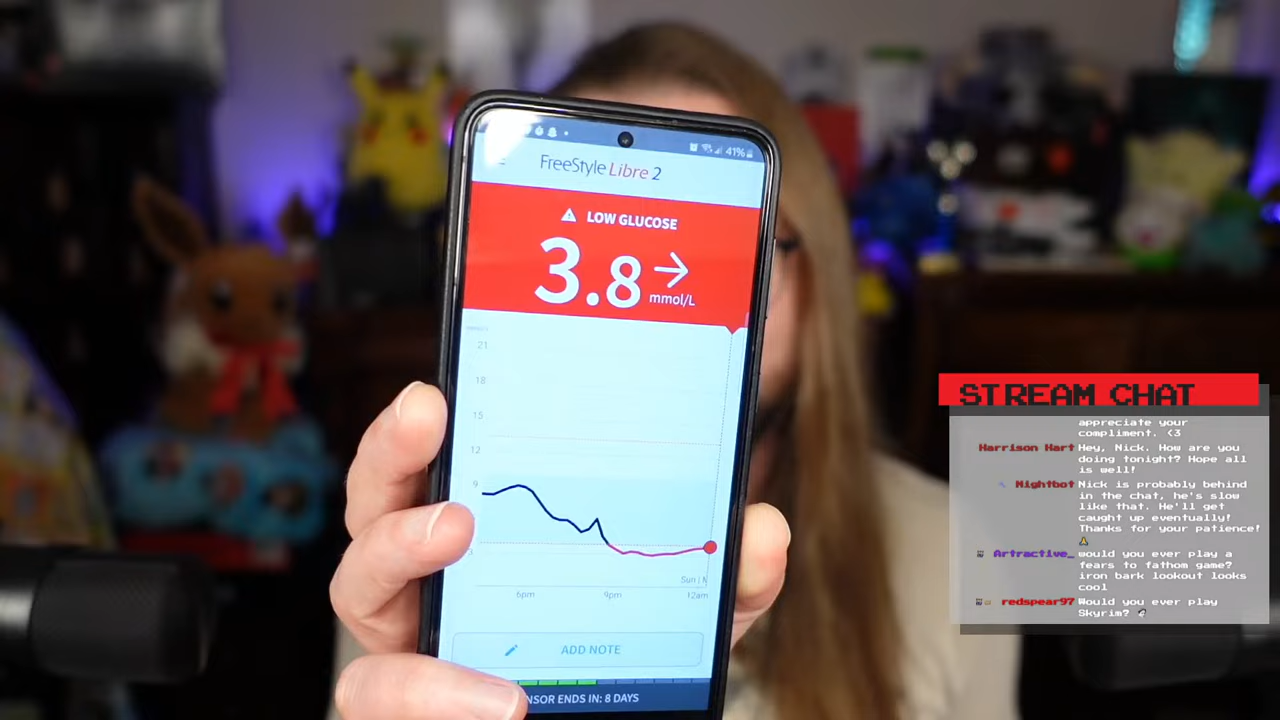 41%
FreeStyle Libre 2
LOW GLUCOSE
3.8
mmol/L
21
18
15
12
9
3
Sun |
6pm
9pm
12am
ADD NOTE
ENDS IN: 8 DAYS
STREAM CHAT
appreciate your
compliment. <3
Harrison Hart Hey, Nick. How are you
doing tonight? Hope all
is well!
Nightbot Nick is probably behind
in the chat, he's slow
like that. He'll get
caught up eventually!
Thanks for your patience!
Artractive_ would you ever play a
fears to fathom game?
iron bark lookout looks
cool
redspear97 Would you ever play
Skyrim?